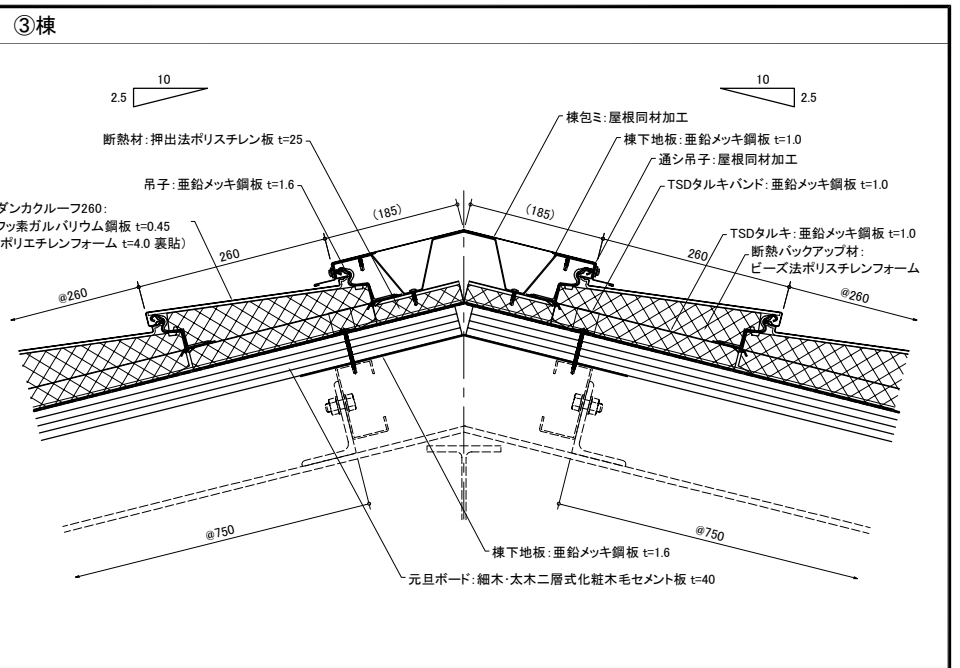 ③棟
10
2.5
10
2.5
棟包ミ:屋根同材加工
断熱材:押出法ポリスチレン板 t=25
棟下地板:亜鉛メッキ鋼板 t=1.0
通シ吊子:屋根同材加工
吊子:亜鉛メッキ鋼板 t=1.6
TSDタルキバンド:亜鉛メッキ鋼板 t=1.0
ダンカクルーフ260:
フッ素ガルバリウム鋼板 t=0.45
ポリエチレンフォーム t=4.0 裏貼)
(185)
(185)
TSDタルキ:亜鉛メッキ鋼板 t=1.0
断熱バックアップ材:
ビーズ法ポリスチレンフォーム
260
260
@260
@260
@750
@750
棟下地板:亜鉛メッキ鋼板 t=1.6
元旦ボード:細木・太木二層式化粧木毛セメント板 t=40